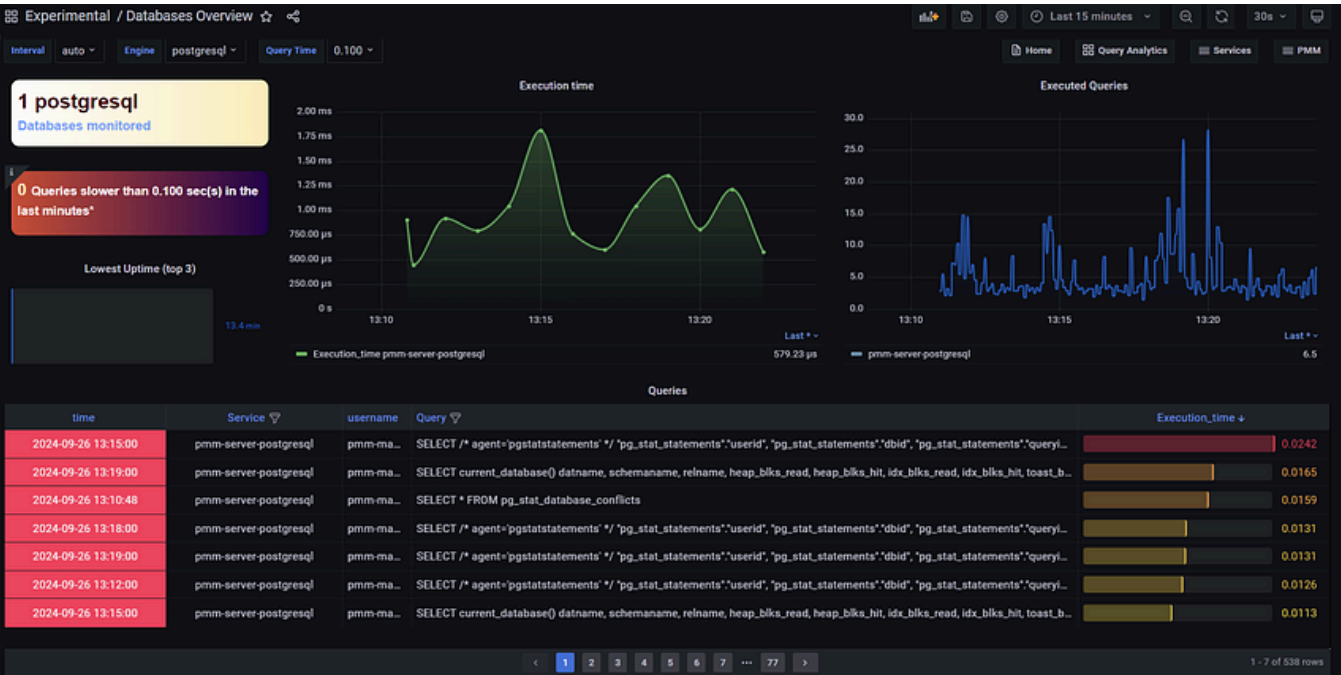 Experimental / Databases Overview
Last 15 minutes
30s
Interval auto Engine postgresql Query Time 0.100
Home Query Analytics Services PMM
1 postgresql
Databases monitored
i
0 Queries slower than 0.100 sec(s) in the
last minutes*
Lowest Uptime (top 3)
13.4 min
Execution time
2.00 ms
1.75 ms
1.50 ms
1.25 ms
1.00 ms
750.00 µs
500.00 µs
250.00 µs
0 s
13:10 13:15 13:20
Last *
Execution_time pmm-server-postgresql 579.23 µs
Executed Queries
30.0
25.0
20.0
15.0
10.0
5.0
0.0
13:10 13:15 13:20
Last *
pmm-server-postgresql 6.5
Queries
time Service username Query Execution_time
2024-09-26 13:15:00 pmm-server-postgresql pmm-ma... SELECT /* agent='pgstatstatements' */ "pg_stat_statements"."userid", "pg_stat_statements"."dbid", "pg_stat_statements"."queryi... 0.0242
2024-09-26 13:19:00 pmm-server-postgresql pmm-ma... SELECT current_database() datname, schemaname, relname, heap_blks_read, heap_blks_hit, idx_blks_read, idx_blks_hit, toast_b... 0.0165
2024-09-26 13:10:48 pmm-server-postgresql pmm-ma... SELECT * FROM pg_stat_database_conflicts 0.0159
2024-09-26 13:18:00 pmm-server-postgresql pmm-ma... SELECT /* agent='pgstatstatements' */ "pg_stat_statements"."userid", "pg_stat_statements"."dbid", "pg_stat_statements"."queryi... 0.0131
2024-09-26 13:19:00 pmm-server-postgresql pmm-ma... SELECT /* agent='pgstatstatements' */ "pg_stat_statements"."userid", "pg_stat_statements"."dbid", "pg_stat_statements"."queryi... 0.0131
2024-09-26 13:12:00 pmm-server-postgresql pmm-ma... SELECT /* agent='pgstatstatements' */ "pg_stat_statements"."userid", "pg_stat_statements"."dbid", "pg_stat_statements"."queryi... 0.0126
2024-09-26 13:15:00 pmm-server-postgresql pmm-ma... SELECT current_database() datname, schemaname, relname, heap_blks_read, heap_blks_hit, idx_blks_read, idx_blks_hit, toast_b... 0.0113
1 2 3 4 5 6 7 ... 77
1 - 7 of 538 rows